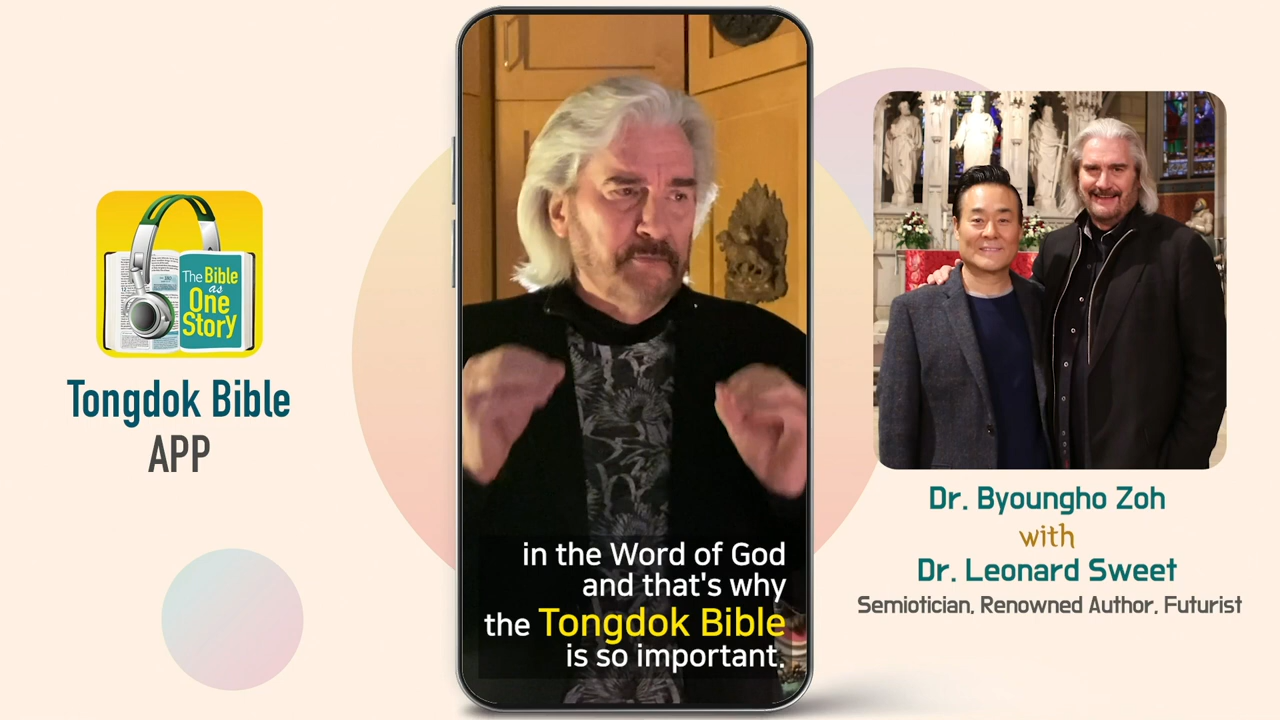 The Bible
as
One
Story
Tongdok Bible
APP
in the Word of God
and that's why
the Tongdok Bible
is so important.
Dr. Byoungho Zoh
with
Dr. Leonard Sweet
Semiotician, Renowned Author, Futurist